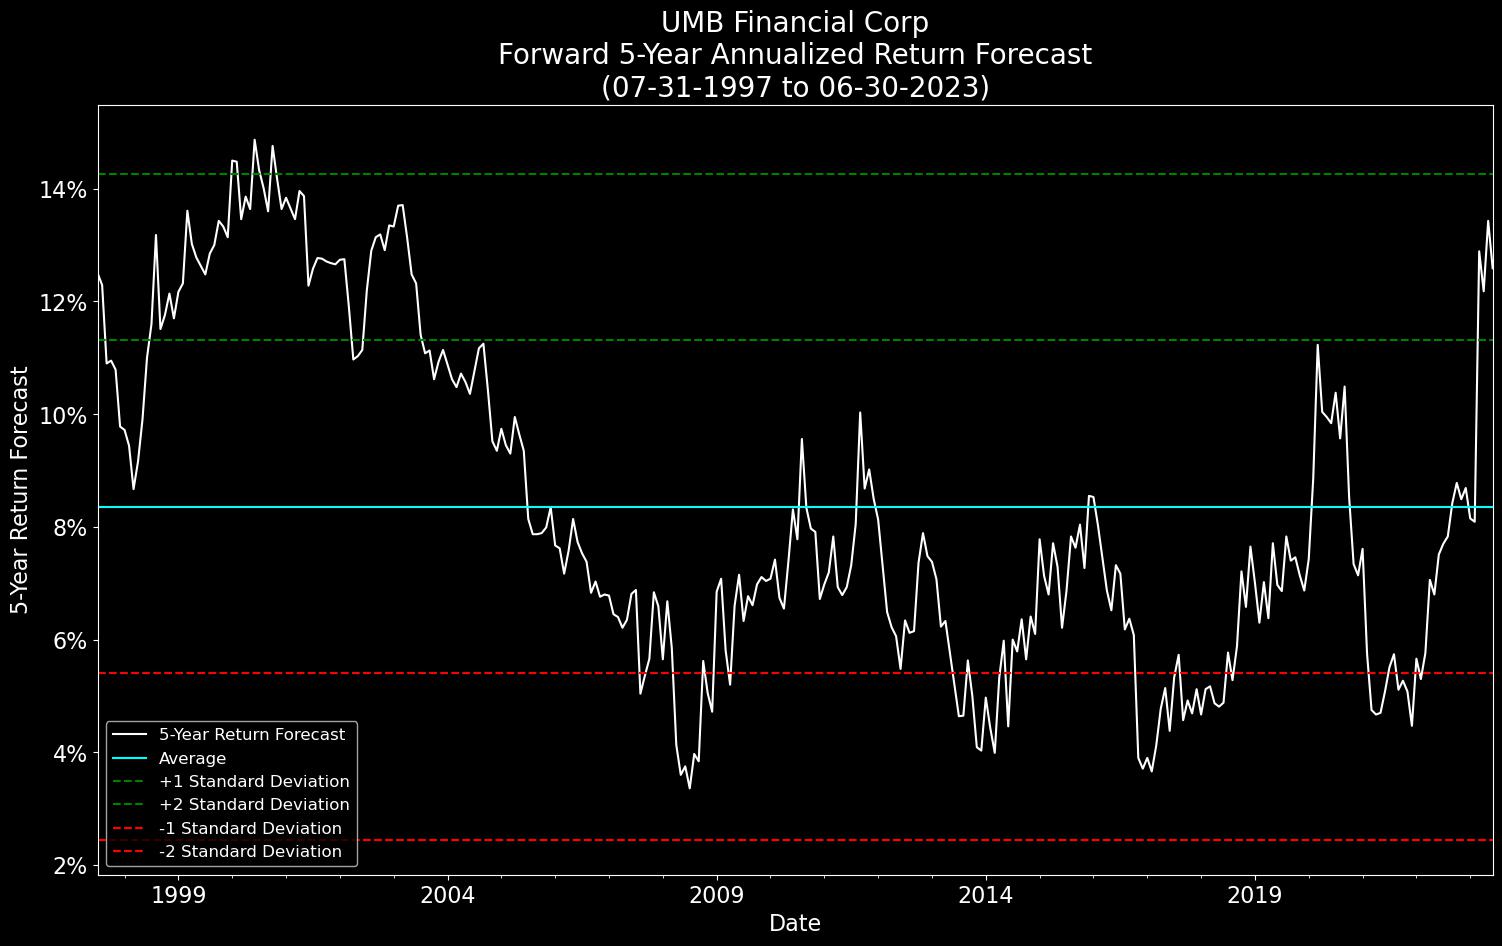 UMB Financial Corp
Forward 5-Year Annualized Return Forecast
(07-31-1997 to 06-30-2023)
5-Year Return Forecast
14%
12%
10%
8%
6%
4%
2%
5-Year Return Forecast
Average
+1 Standard Deviation
+2 Standard Deviation
-1 Standard Deviation
-2 Standard Deviation
1999
2004
2009
2014
2019
Date